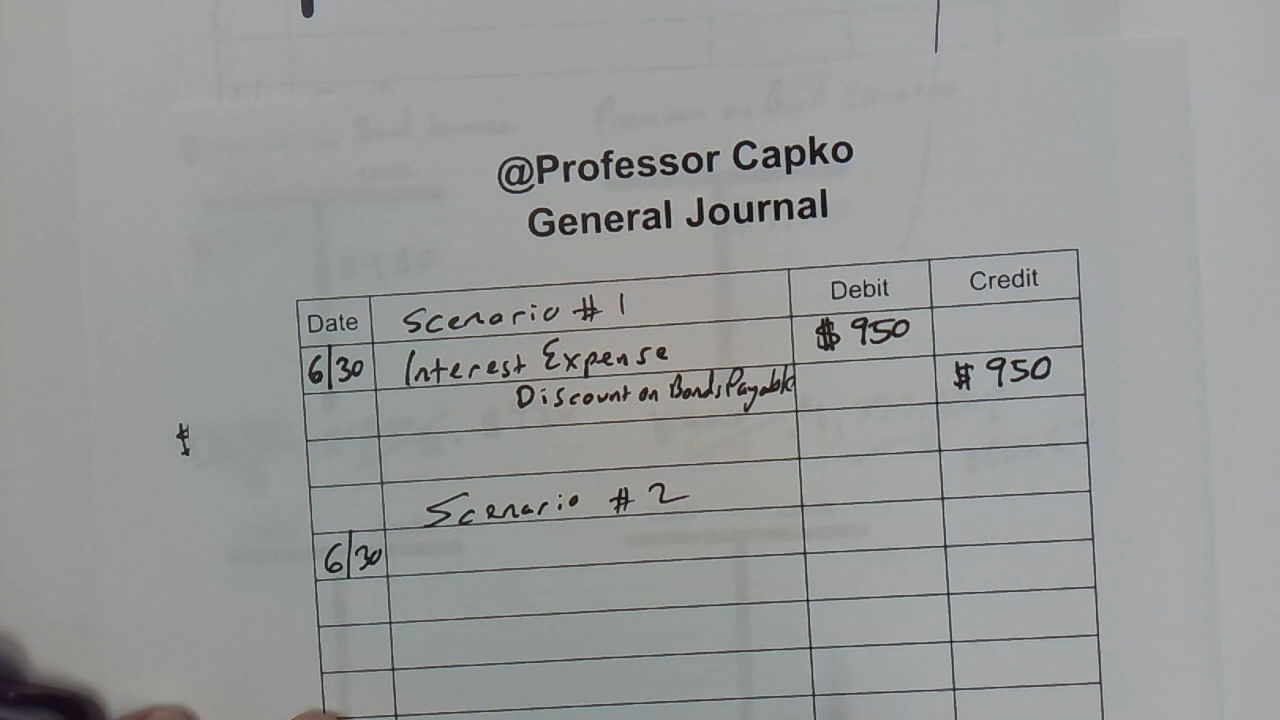 @Professor Capko
General Journal
Date Scenario #1 Debit Credit
6/30 Interest Expense $950
Discount on Bonds Payable $950
Scenario #2
6/30